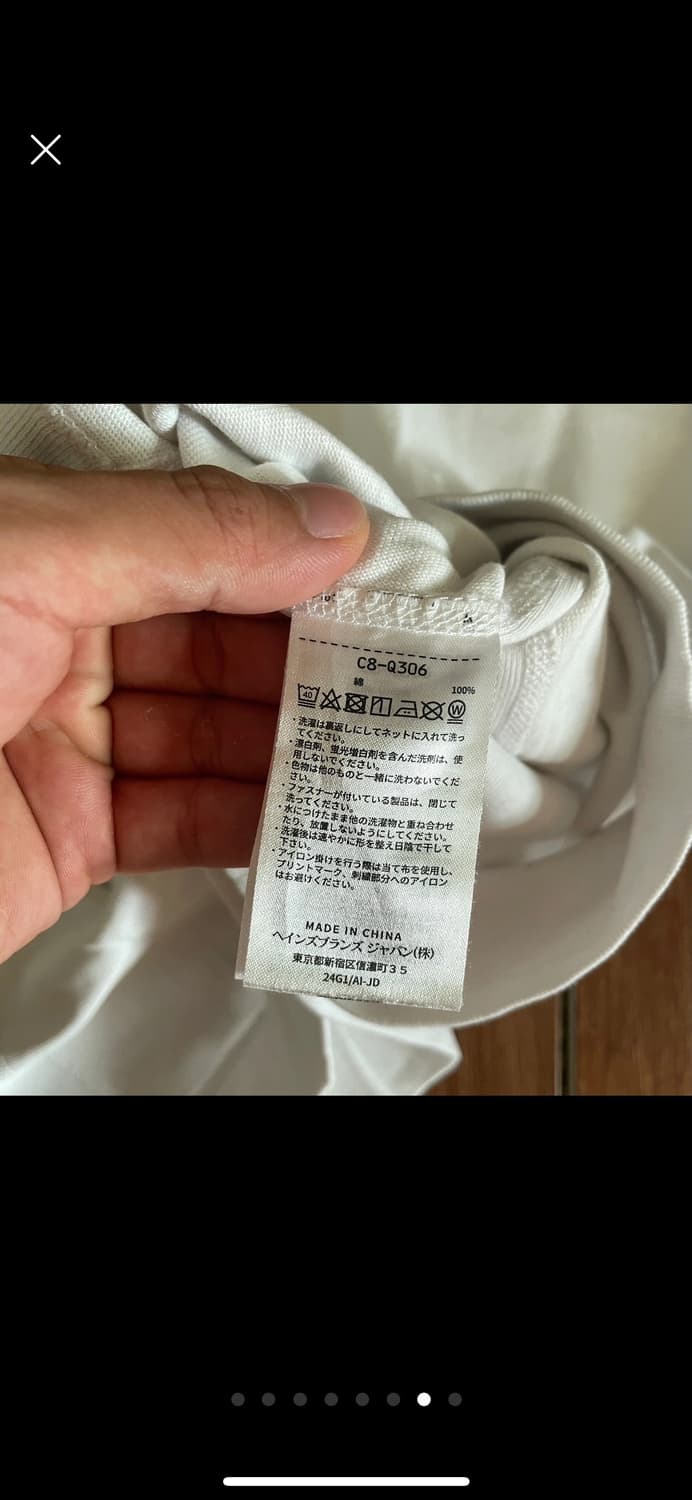 C8-Q306
綿 100%
40
W
・洗濯は裏返しにしてネットに入れて洗っ
てください。
・漂白剤、蛍光増白剤を含んだ洗剤は、使
用しないでください。
・色物は他のものと一緒に洗わないでくだ
さい。
・ファスナーが付いている製品は、閉じて
洗ってください。
・水につけたまま他の洗濯物と重ね合わせ
たり、放置しないようにしてください。
・洗濯後は速やかに形を整え日陰で干して
下さい。
・アイロン掛けを行う際は当て布を使用し、
プリントマーク、刺繍部分へのアイロン
はお避けください。
MADE IN CHINA
ヘインズブランズ ジャパン(株)
東京都新宿区信濃町35
24G1/AI-JD